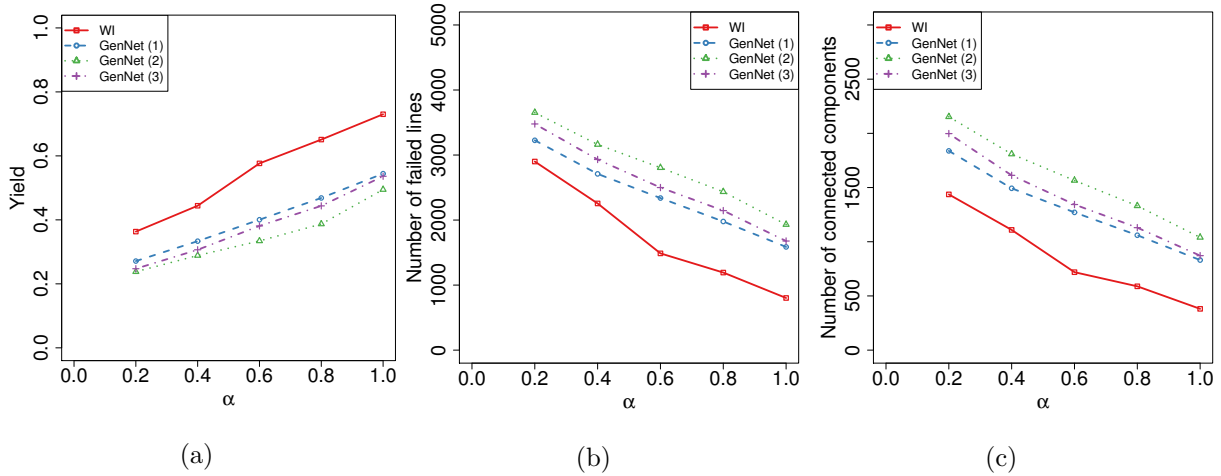 Yield
0.0 0.2 0.4 0.6 0.8 1.0
WI
GenNet (1)
GenNet (2)
GenNet (3)
0.0 0.2 0.4 0.6 0.8 1.0
α
(a)
Number of failed lines
0 1000 2000 3000 4000 5000
WI
GenNet (1)
GenNet (2)
GenNet (3)
0.0 0.2 0.4 0.6 0.8 1.0
α
(b)
Number of connected components
0 500 1500 2500
WI
GenNet (1)
GenNet (2)
GenNet (3)
0.0 0.2 0.4 0.6 0.8 1.0
α
(c)